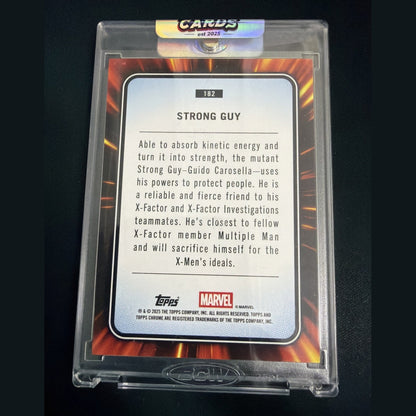 CARDS
est 2025
182
STRONG GUY
Able to absorb kinetic energy and
turn it into strength, the mutant
Strong Guy—Guido Carosella—uses
his powers to protect people. He is
a reliable and fierce friend to his
X-Factor and X-Factor Investigations
teammates. He's closest to fellow
X-Factor member Multiple Man
and will sacrifice himself for the
X-Men's ideals.
Topps MARVEL © MARVEL
® & © 2025 THE TOPPS COMPANY, INC. ALL RIGHTS RESERVED. TOPPS AND
TOPPS CHROME ARE REGISTERED TRADEMARKS OF THE TOPPS COMPANY, INC.
BCW